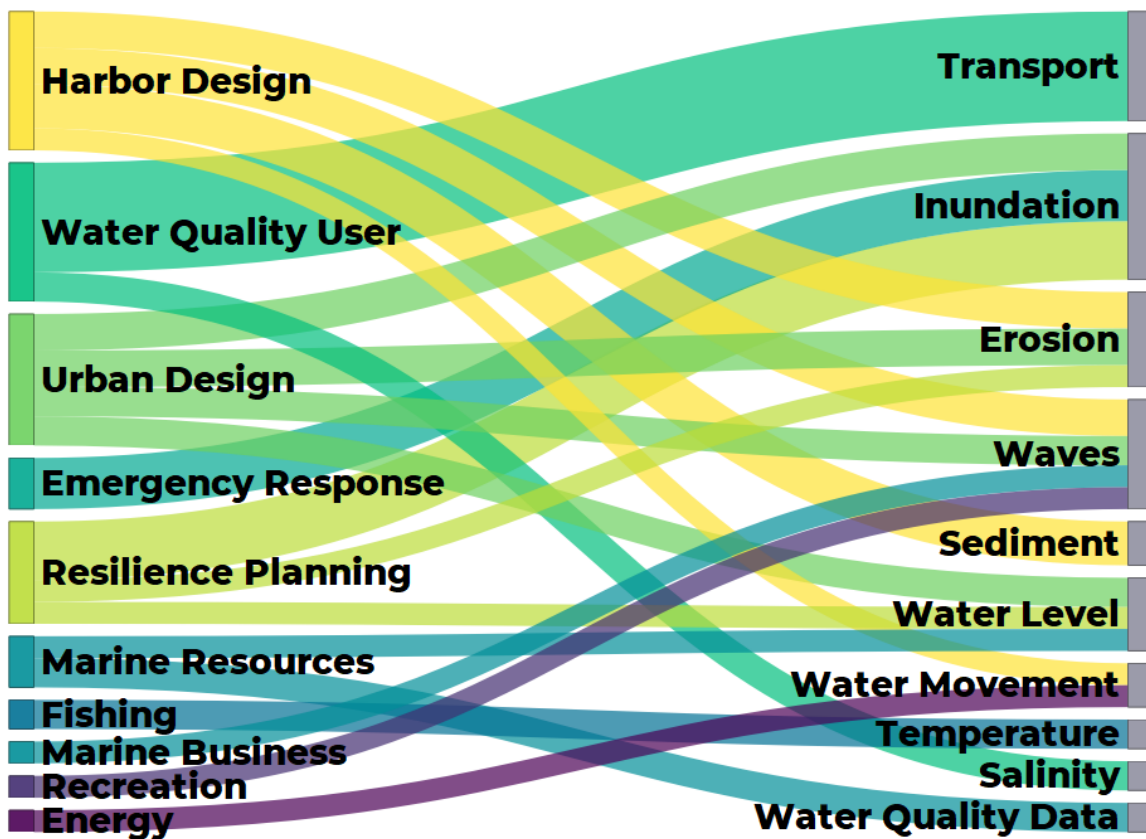 Harbor Design
Water Quality User
Urban Design
Emergency Response
Resilience Planning
Marine Resources
Fishing
Marine Business
Recreation
Energy
Transport
Inundation
Erosion
Waves
Sediment
Water Level
Water Movement
Temperature
Salinity
Water Quality Data